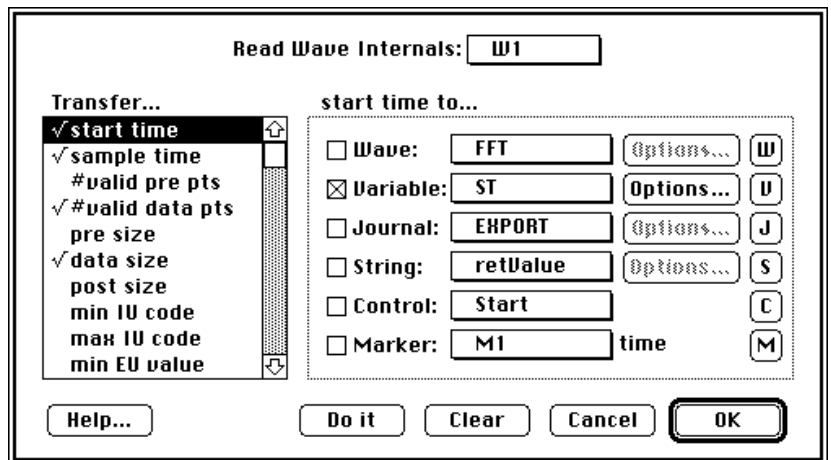 Read Wave Internals: W1
Transfer...
√ start time
√ sample time
#valid pre pts
√ #valid data pts
pre size
√ data size
post size
min IU code
max IU code
min EU value
start time to...
Wave: FFT Options... W
Variable: ST Options... V
Journal: EXPORT Options... J
String: retValue Options... S
Control: Start C
Marker: M1 time M
Help... Do it Clear Cancel OK